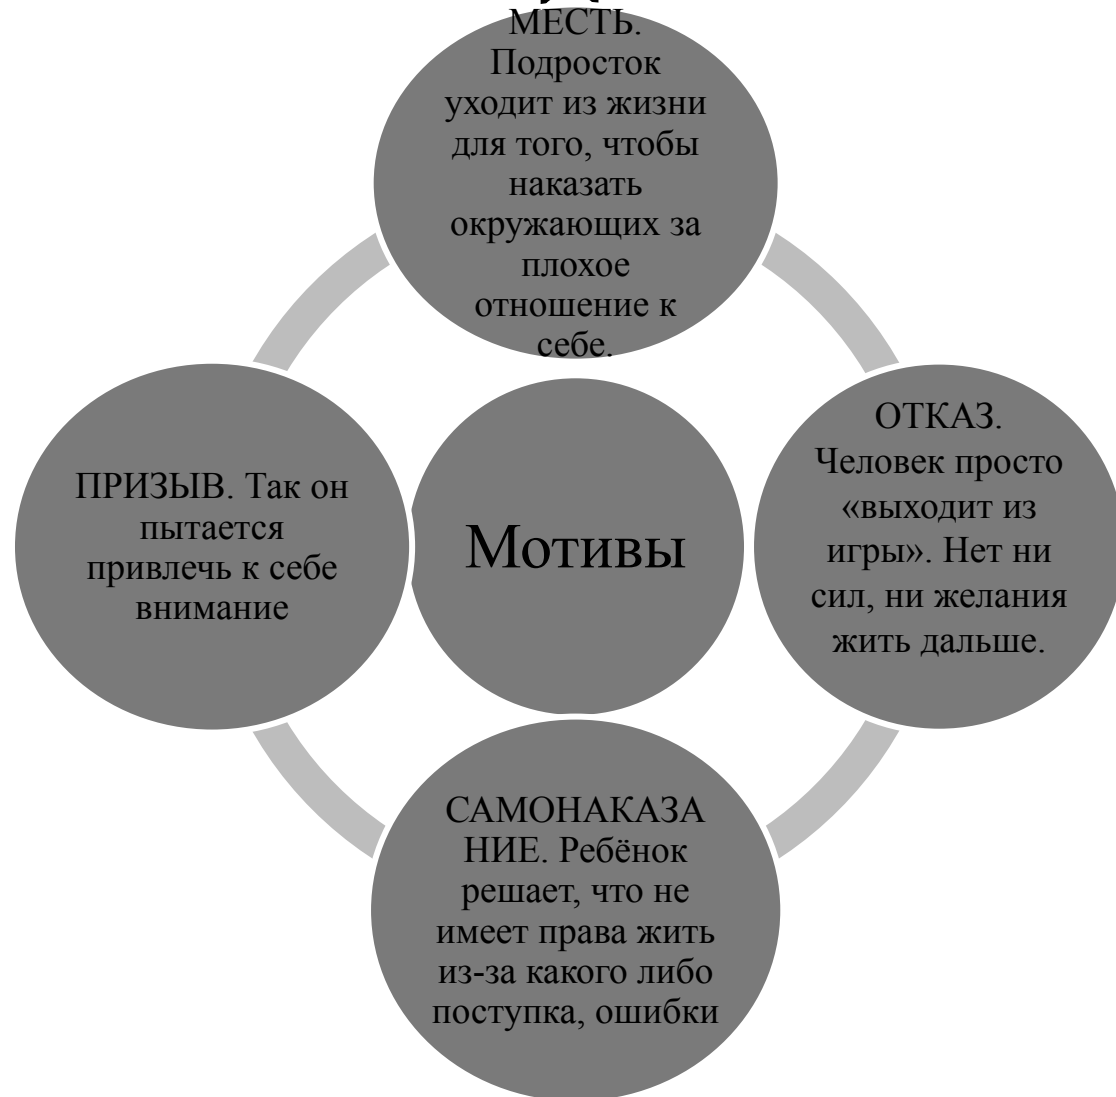 МЕСТЬ.
Подросток
уходит из жизни
для того, чтобы
наказать
окружающих за
плохое
отношение к
себе.
ОТКАЗ.
Человек просто
«выходит из
игры». Нет ни
сил, ни желания
жить дальше.
ПРИЗЫВ. Так он
пытается
привлечь к себе
внимание
Мотивы
САМОНАКАЗА
НИЕ. Ребёнок
решает, что не
имеет права жить
из-за какого либо
поступка, ошибки